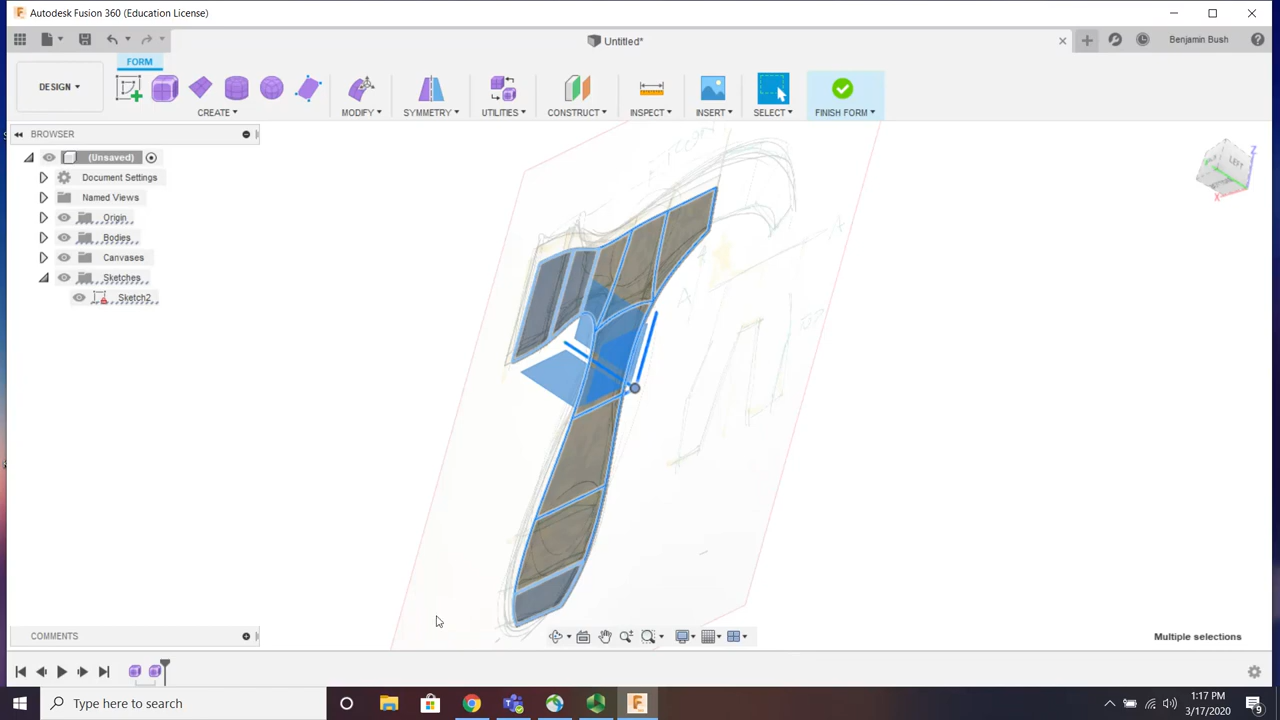 Autodesk Fusion 360 (Education License)
Untitled*
Benjamin Bush
FORM
DESIGN
CREATE
MODIFY
SYMMETRY
UTILITIES
CONSTRUCT
INSPECT
INSERT
SELECT
FINISH FORM
BROWSER
(Unsaved)
Document Settings
Named Views
Origin
Bodies
Canvases
Sketches
Sketch2
LEFT
Z
X
A
COMMENTS
Multiple selections
Type here to search
1:17 PM
3/17/2020
9